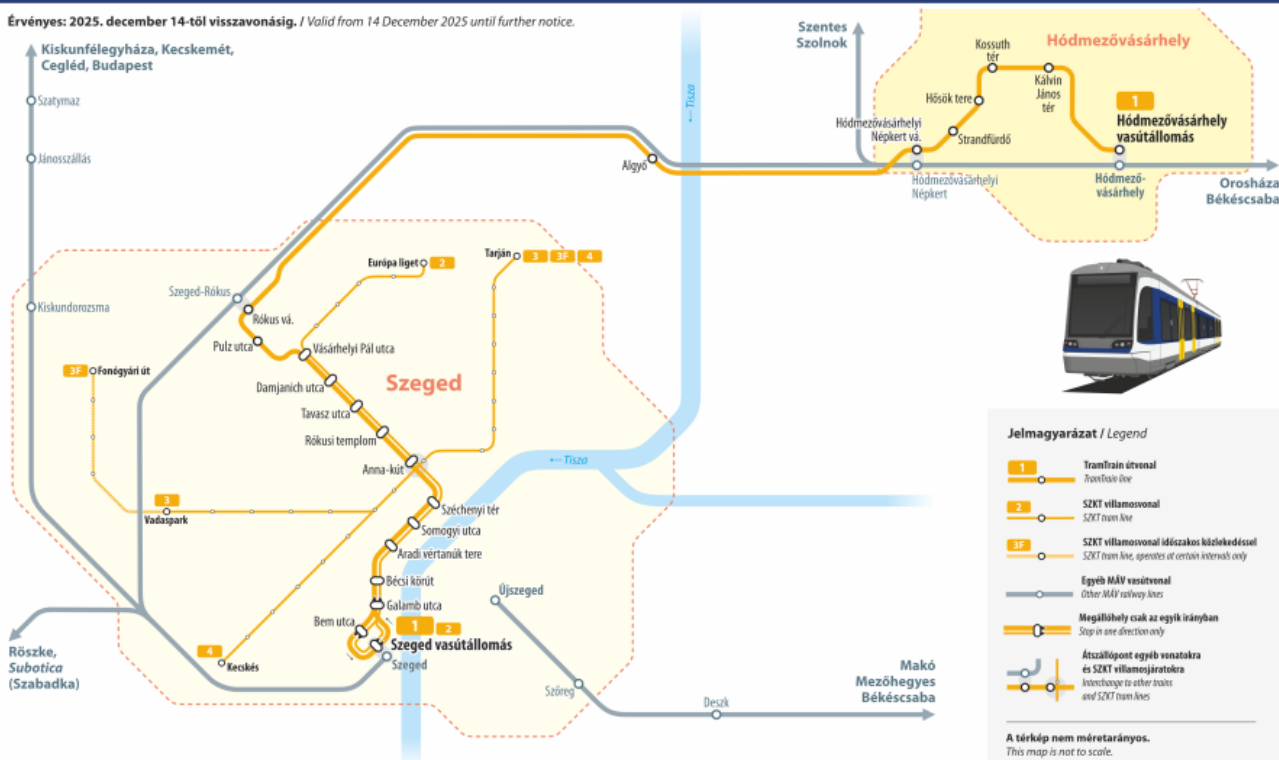 Érvényes: 2025. december 14-től visszavonásig. / Valid from 14 December 2025 until further notice.
Kiskunfélegyháza, Kecskemét,
Cegléd, Budapest
Szatymaz
Jánosszállás
Kiskundorozsma
Szentes
Szolnok
Hódmezővásárhely
Kossuth
tér
Kálvin
János
tér
Hősök tere
Strandfürdő
Hódmezővásárhelyi
Népkert vá.
1
Hódmezővásárhely
vasútállomás
Hódmezővásárhelyi
Népkert
Hódmező-
vásárhely
Orosháza
Békéscsaba
Algyő
←Tisza
Szeged-Rókus
Rókus vá.
Pulz utca
Európa liget
2
Tarján
3
3F
4
Vásárhelyi Pál utca
Damjanich utca
Tavasz utca
Rókusi templom
Anna-kút
Szeged
3F
Fonógyári út
3
Vadaspark
←Tisza
Széchenyi tér
Somogyi utca
Aradi vértanúk tere
Bécsi körút
Galamb utca
Bem utca
1
2
Szeged vasútállomás
Szeged
4
Kecskés
Újszeged
Szőreg
Deszk
Makó
Mezőhegyes
Békéscsaba
Röszke,
Subotica
(Szabadka)
Jelmagyarázat / Legend
1
TramTrain útvonal
TramTrain line
2
SZKT villamosvonal
SZKT tram line
3F
SZKT villamosvonal időszakos közlekedéssel
SZKT tram line, operates at certain intervals only
Egyéb MÁV vasútvonal
Other MÁV railway lines
Megállóhely csak az egyik irányban
Stop in one direction only
Átszállópont egyéb vonatokra
és SZKT villamosjáratokra
Interchange to other trains
and SZKT tram lines
A térkép nem méretarányos.
This map is not to scale.